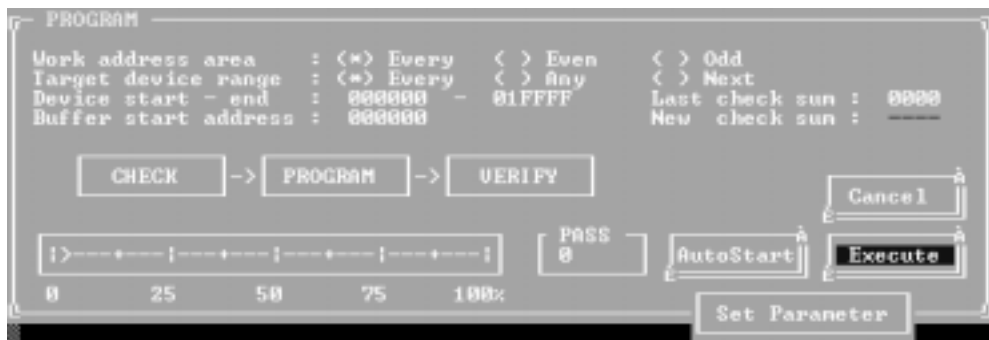 PROGRAM
Work address area : (*) Every ( ) Even ( ) Odd
Target device range : (*) Every ( ) Any ( ) Next
Device start - end : 000000 - 01FFFF Last check sum : 0000
Buffer start address : 000000 New check sum : ----
CHECK -> PROGRAM -> VERIFY
Cancel
PASS
|>---+---|---+---|---+---|---+---| 0 AutoStart Execute
0 25 50 75 100%
Set Parameter